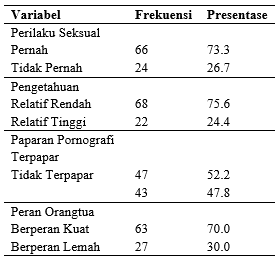 Variabel Frekuensi Presentase
Perilaku Seksual
Pernah 66 73.3
Tidak Pernah 24 26.7
Pengetahuan
Relatif Rendah 68 75.6
Relatif Tinggi 22 24.4
Paparan Pornografi
Terpapar
Tidak Terpapar 47 52.2
43 47.8
Peran Orangtua
Berperan Kuat 63 70.0
Berperan Lemah 27 30.0